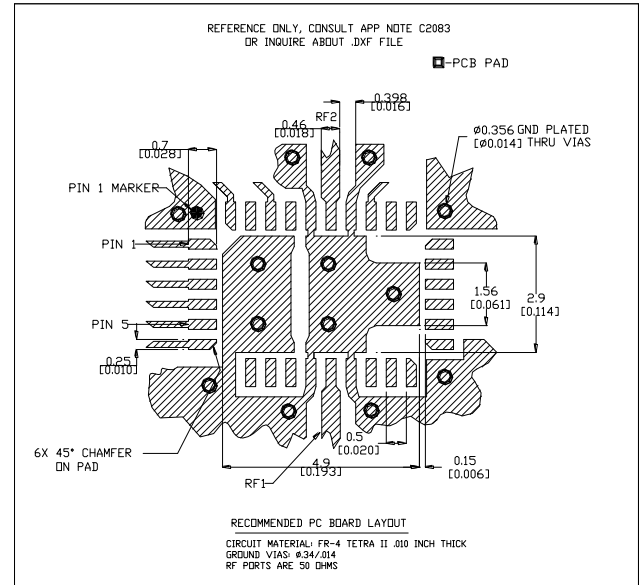 REFERENCE ONLY, CONSULT APP NOTE C2083
OR INQUIRE ABOUT .DXF FILE
-PCB PAD
0.398
[0.016]
RF2
0.46
[0.018]
0.7
[0.028]
Ø0.356 GND PLATED
[Ø0.014] THRU VIAS
PIN 1 MARKER
PIN 1
1.56
[0.061]
2.9
[0.114]
PIN 5
0.25
[0.010]
6X 45° CHAMFER
ON PAD
0.5
[0.020]
4.9
[0.193]
0.15
[0.006]
RF1
RECOMMENDED PC BOARD LAYOUT
CIRCUIT MATERIAL: FR-4 TETRA II .010 INCH THICK
GROUND VIAS: Ø.34/.014
RF PORTS ARE 50 OHMS